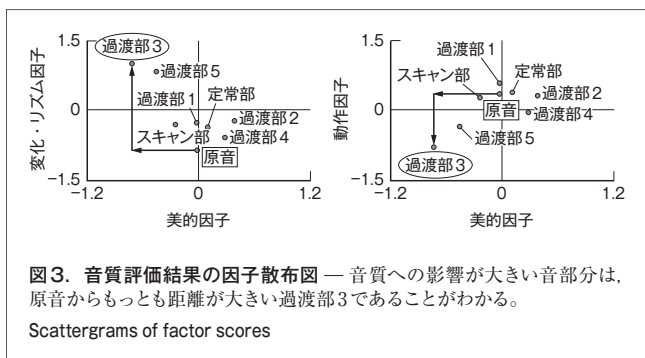 1.5
過渡部3
過渡部5
過渡部1
定常部
0
過渡部2
スキャン部
過渡部4
原音
-1.5
-1.2
0
1.2
変化・リズム因子
美的因子
1.5
過渡部1
スキャン部
定常部
過渡部2
0
原音
過渡部4
過渡部5
過渡部3
-1.5
-1.2
0
1.2
動作因子
美的因子
図3. 音質評価結果の因子散布図 — 音質への影響が大きい音部分は,
原音からもっとも距離が大きい過渡部3であることがわかる。
Scattergrams of factor scores